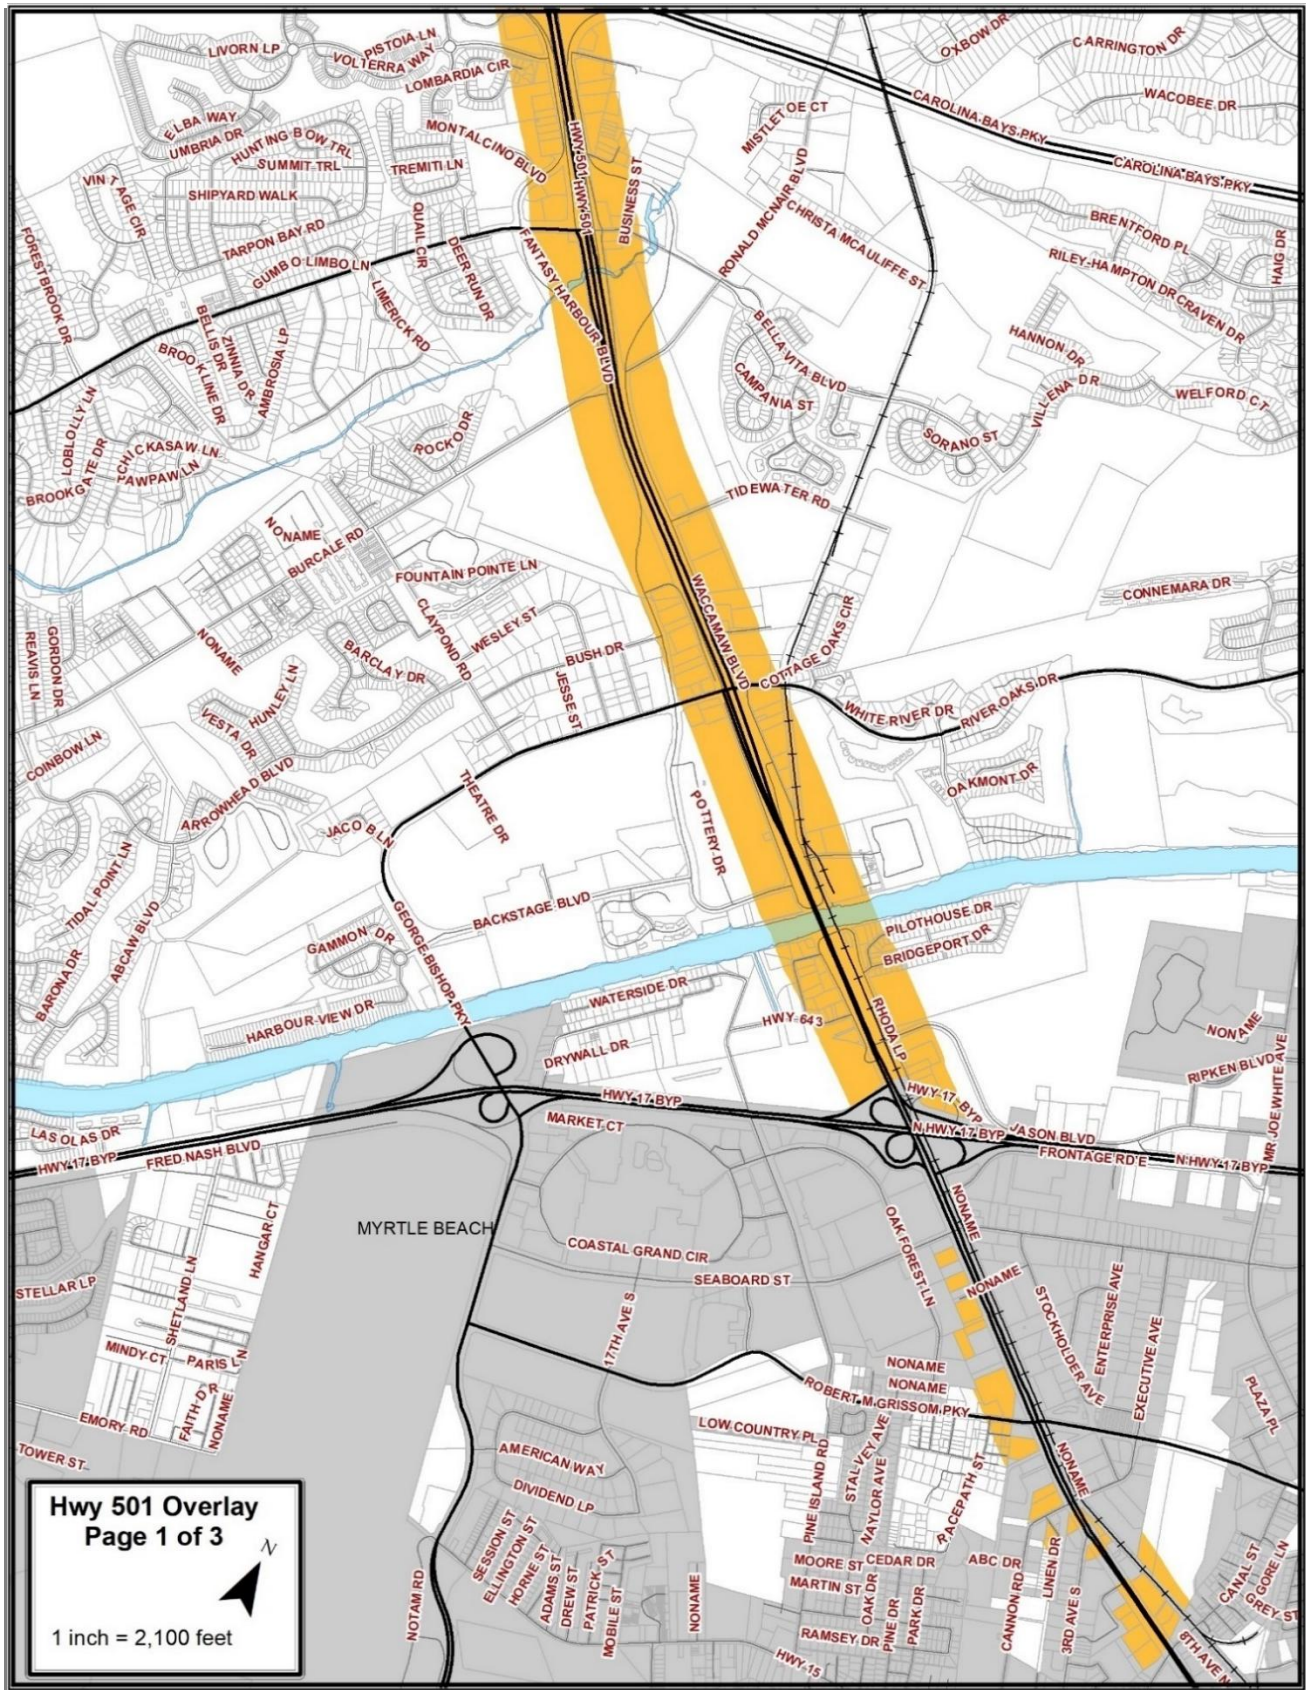 LIVORN LP
PISTOIA LN
VOLTERRA WAY
LOMBARDIA CIR
OXBOW DR
CARRINGTON DR
WACOBEE DR
CAROLINA BAYS PKY
CAROLINA BAYS PKY
ELBA WAY
UMBRIA DR
HUNTING BOW TRL
SUMMIT TRL
MONTALCINO BLVD
TREMITI LN
HWY 501
HWY 501
BUSINESS ST
MISTLETOE CT
RONALD MCNAIR BLVD
CHRISTA MCAULIFFE ST
VINTAGE CIR
SHIPYARD WALK
TARPON BAY RD
GUMBO LIMBO LN
QUAIL CIR
DEER RUN DR
FANTASY HARBOUR BLVD
BRENTFORD PL
RILEY-HAMPTON DR
CRAVEN DR
HAIG DR
FORESTBROOK DR
LIMERICK RD
BELLIS DR
ZINNIA DR
BROOKLINE DR
AMBROSIA LP
BELLA VITA BLVD
CAMPANIA ST
HANNON DR
VILLENA DR
WELFORD CT
SORANO ST
LOBLOLLY LN
CHICKASAW LN
PAWPAW LN
BROOKGATE DR
ROCKO DR
TIDEWATER RD
NONAME
BURCALE RD
FOUNTAIN POINTE LN
CLAYPOND RD
WESLEY ST
WACCAMAW BLVD
COTTAGE OAKS CIR
CONNEMARA DR
REAVIS LN
GORDON DR
NONAME
BARCLAY DR
BUSH DR
JESSE ST
HUNLEY LN
VESTA DR
WHITE RIVER DR
RIVER OAKS DR
COINBOW LN
ARROWHEAD BLVD
JACOB LN
THEATRE DR
POTTERY DR
OAKMONT DR
TIDAL POINT LN
ABCAW BLVD
BARONA DR
GAMMON DR
GEORGE BISHOP PKY
BACKSTAGE BLVD
PILOTHOUSE DR
BRIDGEPORT DR
HARBOUR-VIEW DR
WATERSIDE DR
HWY 643
RHODA LP
DRYWALL DR
NONAME
RIPKEN BLVD
MR. JOE WHITE AVE
LAS OLAS DR
HWY 17 BYP
FRED NASH BLVD
HWY 17 BYP
MARKET CT
HWY 17 BYP
N HWY 17 BYP
JASON BLVD
FRONTAGE RD E
N HWY 17 BYP
MYRTLE BEACH
HANGAR CT
SHETLAND LN
STELLAR LP
COASTAL GRAND CIR
SEABOARD ST
OAK FOREST LN
NONAME
NONAME
STOCKHOLDER AVE
ENTERPRISE AVE
EXECUTIVE AVE
17TH AVE S
MINDY CT
PARIS LN
FAITH DR
NONAME
EMORY RD
TOWER ST
NONAME
NONAME
ROBERT M GRISSOM PKY
LOW COUNTRY PL
PINE ISLAND RD
STALVEY AVE
NAYLOR AVE
RACEPATH ST
NONAME
PLAZA PL
AMERICAN WAY
DIVIDEND LP
SESSION ST
ELLINGTON ST
HORNE ST
ADAMS ST
DREW ST
PATRICK ST
MOBILE ST
NOTAM RD
NONAME
MOORE ST
CEDAR DR
MARTIN ST
OAK DR
RAMSEY DR
PINE DR
PARK DR
ABC DR
CANNON RD
LINEN DR
3RD AVE S
HWY 15
CANAL ST
GORE LN
GREY ST
8TH AVE N
Hwy 501 Overlay
Page 1 of 3
N
1 inch = 2,100 feet